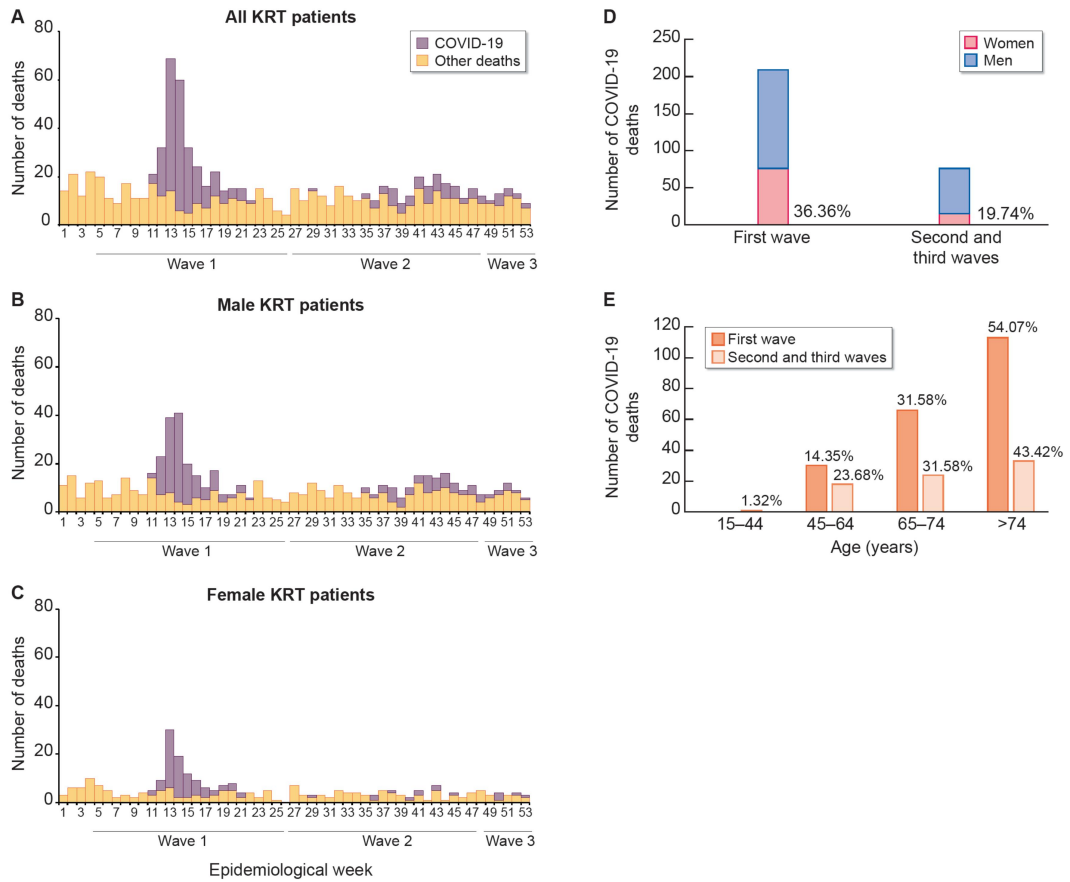 A
All KRT patients
Number of deaths
80
60
40
20
0
COVID-19
Other deaths
1 3 5 7 9 11 13 15 17 19 21 23 25 27 29 31 33 35 37 39 41 43 45 47 49 51 53
Wave 1 Wave 2 Wave 3
B
Male KRT patients
Number of deaths
80
60
40
20
0
1 3 5 7 9 11 13 15 17 19 21 23 25 27 29 31 33 35 37 39 41 43 45 47 49 51 53
Wave 1 Wave 2 Wave 3
C
Female KRT patients
Number of deaths
80
60
40
20
0
1 3 5 7 9 11 13 15 17 19 21 23 25 27 29 31 33 35 37 39 41 43 45 47 49 51 53
Wave 1 Wave 2 Wave 3
Epidemiological week
D
Number of COVID-19
deaths
250
200
150
100
50
0
Women
Men
36.36%
19.74%
First wave Second and
third waves
E
Number of COVID-19
deaths
120
100
80
60
40
20
0
First wave
Second and third waves
1.32%
14.35%
23.68%
31.58%
31.58%
54.07%
43.42%
15–44 45–64 65–74 >74
Age (years)